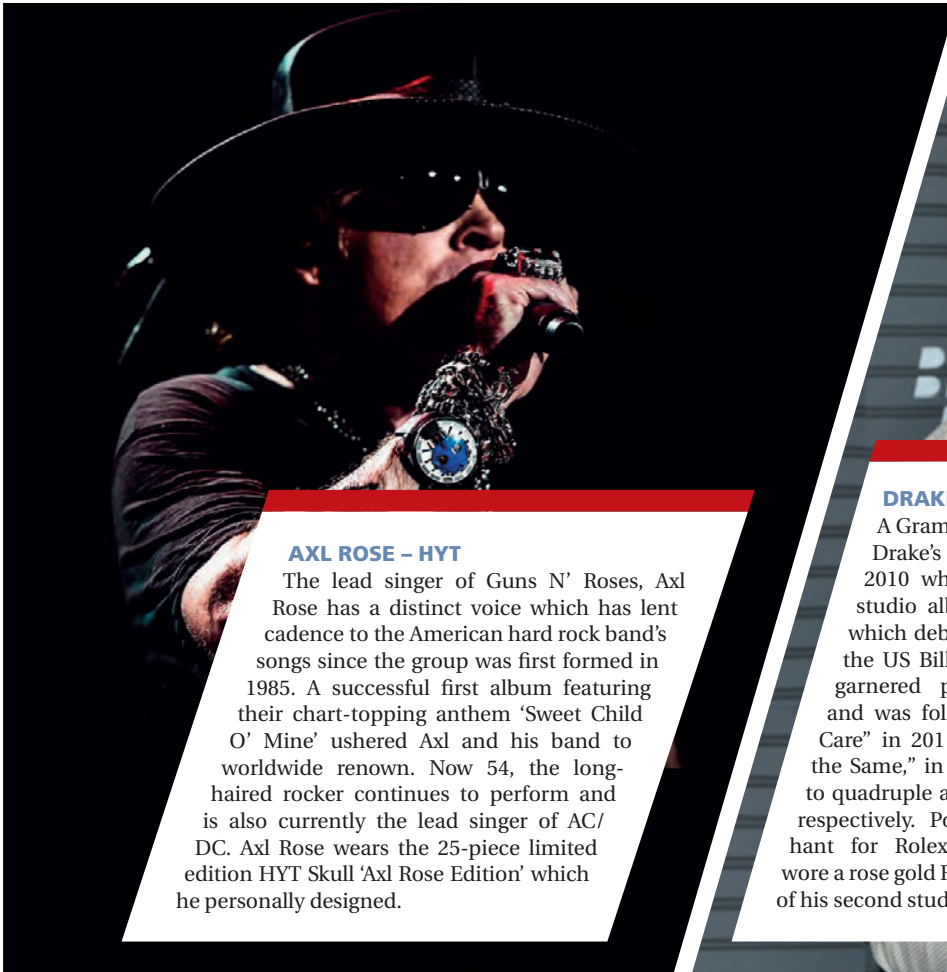 AXL ROSE – HYT
The lead singer of Guns N’ Roses, Axl
Rose has a distinct voice which has lent
cadence to the American hard rock band’s
songs since the group was first formed in
1985. A successful first album featuring
their chart-topping anthem ‘Sweet Child
O’ Mine’ ushered Axl and his band to
worldwide renown. Now 54, the long-
haired rocker continues to perform and
is also currently the lead singer of AC/
DC. Axl Rose wears the 25-piece limited
edition HYT Skull ‘Axl Rose Edition’ which
he personally designed.
DRAK
A Gram
Drake’s
2010 wh
studio al
which deb
the US Bill
garnered p
and was fol
Care” in 201
the Same,” in
to quadruple a
respectively. Po
hant for Rolex
wore a rose gold
of his second stud